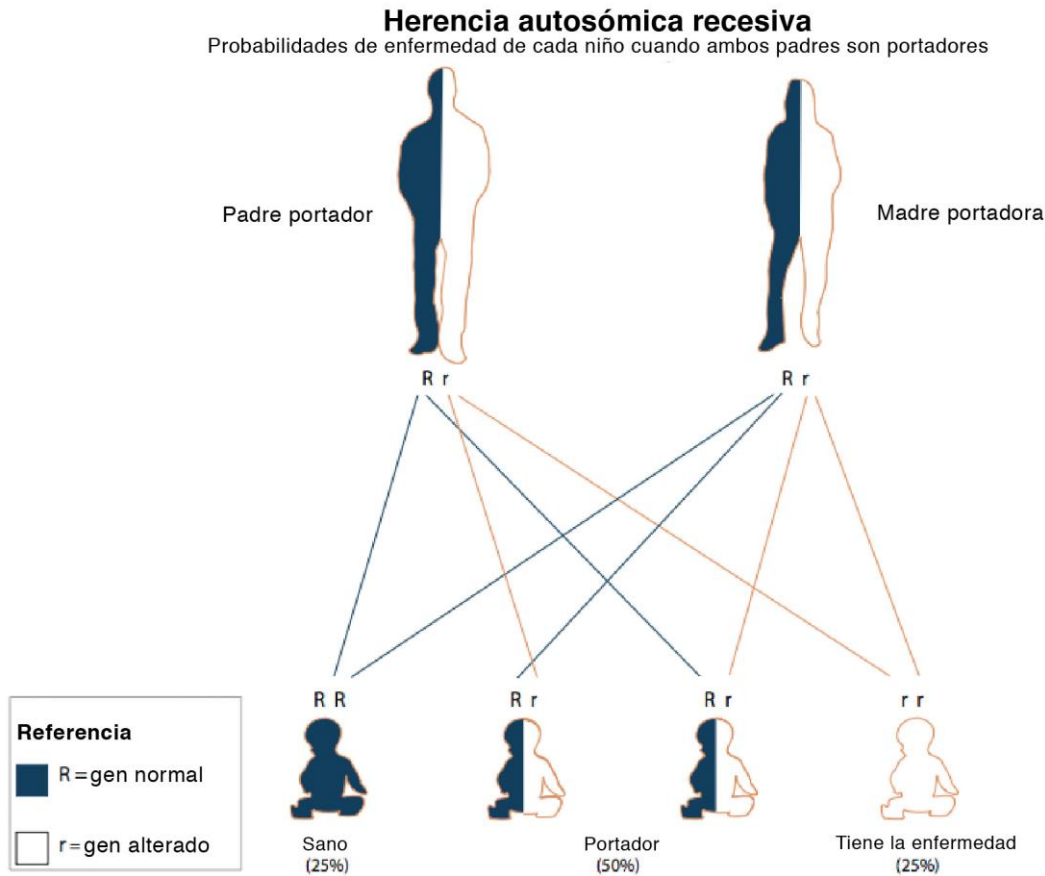 Herencia autosómica recesiva
Probabilidades de enfermedad de cada niño cuando ambos padres son portadores
Padre portador
Madre portadora
R r
R r
R R
R r
R r
r r
Referencia
R=gen normal
r=gen alterado
Sano
(25%)
Portador
(50%)
Tiene la enfermedad
(25%)